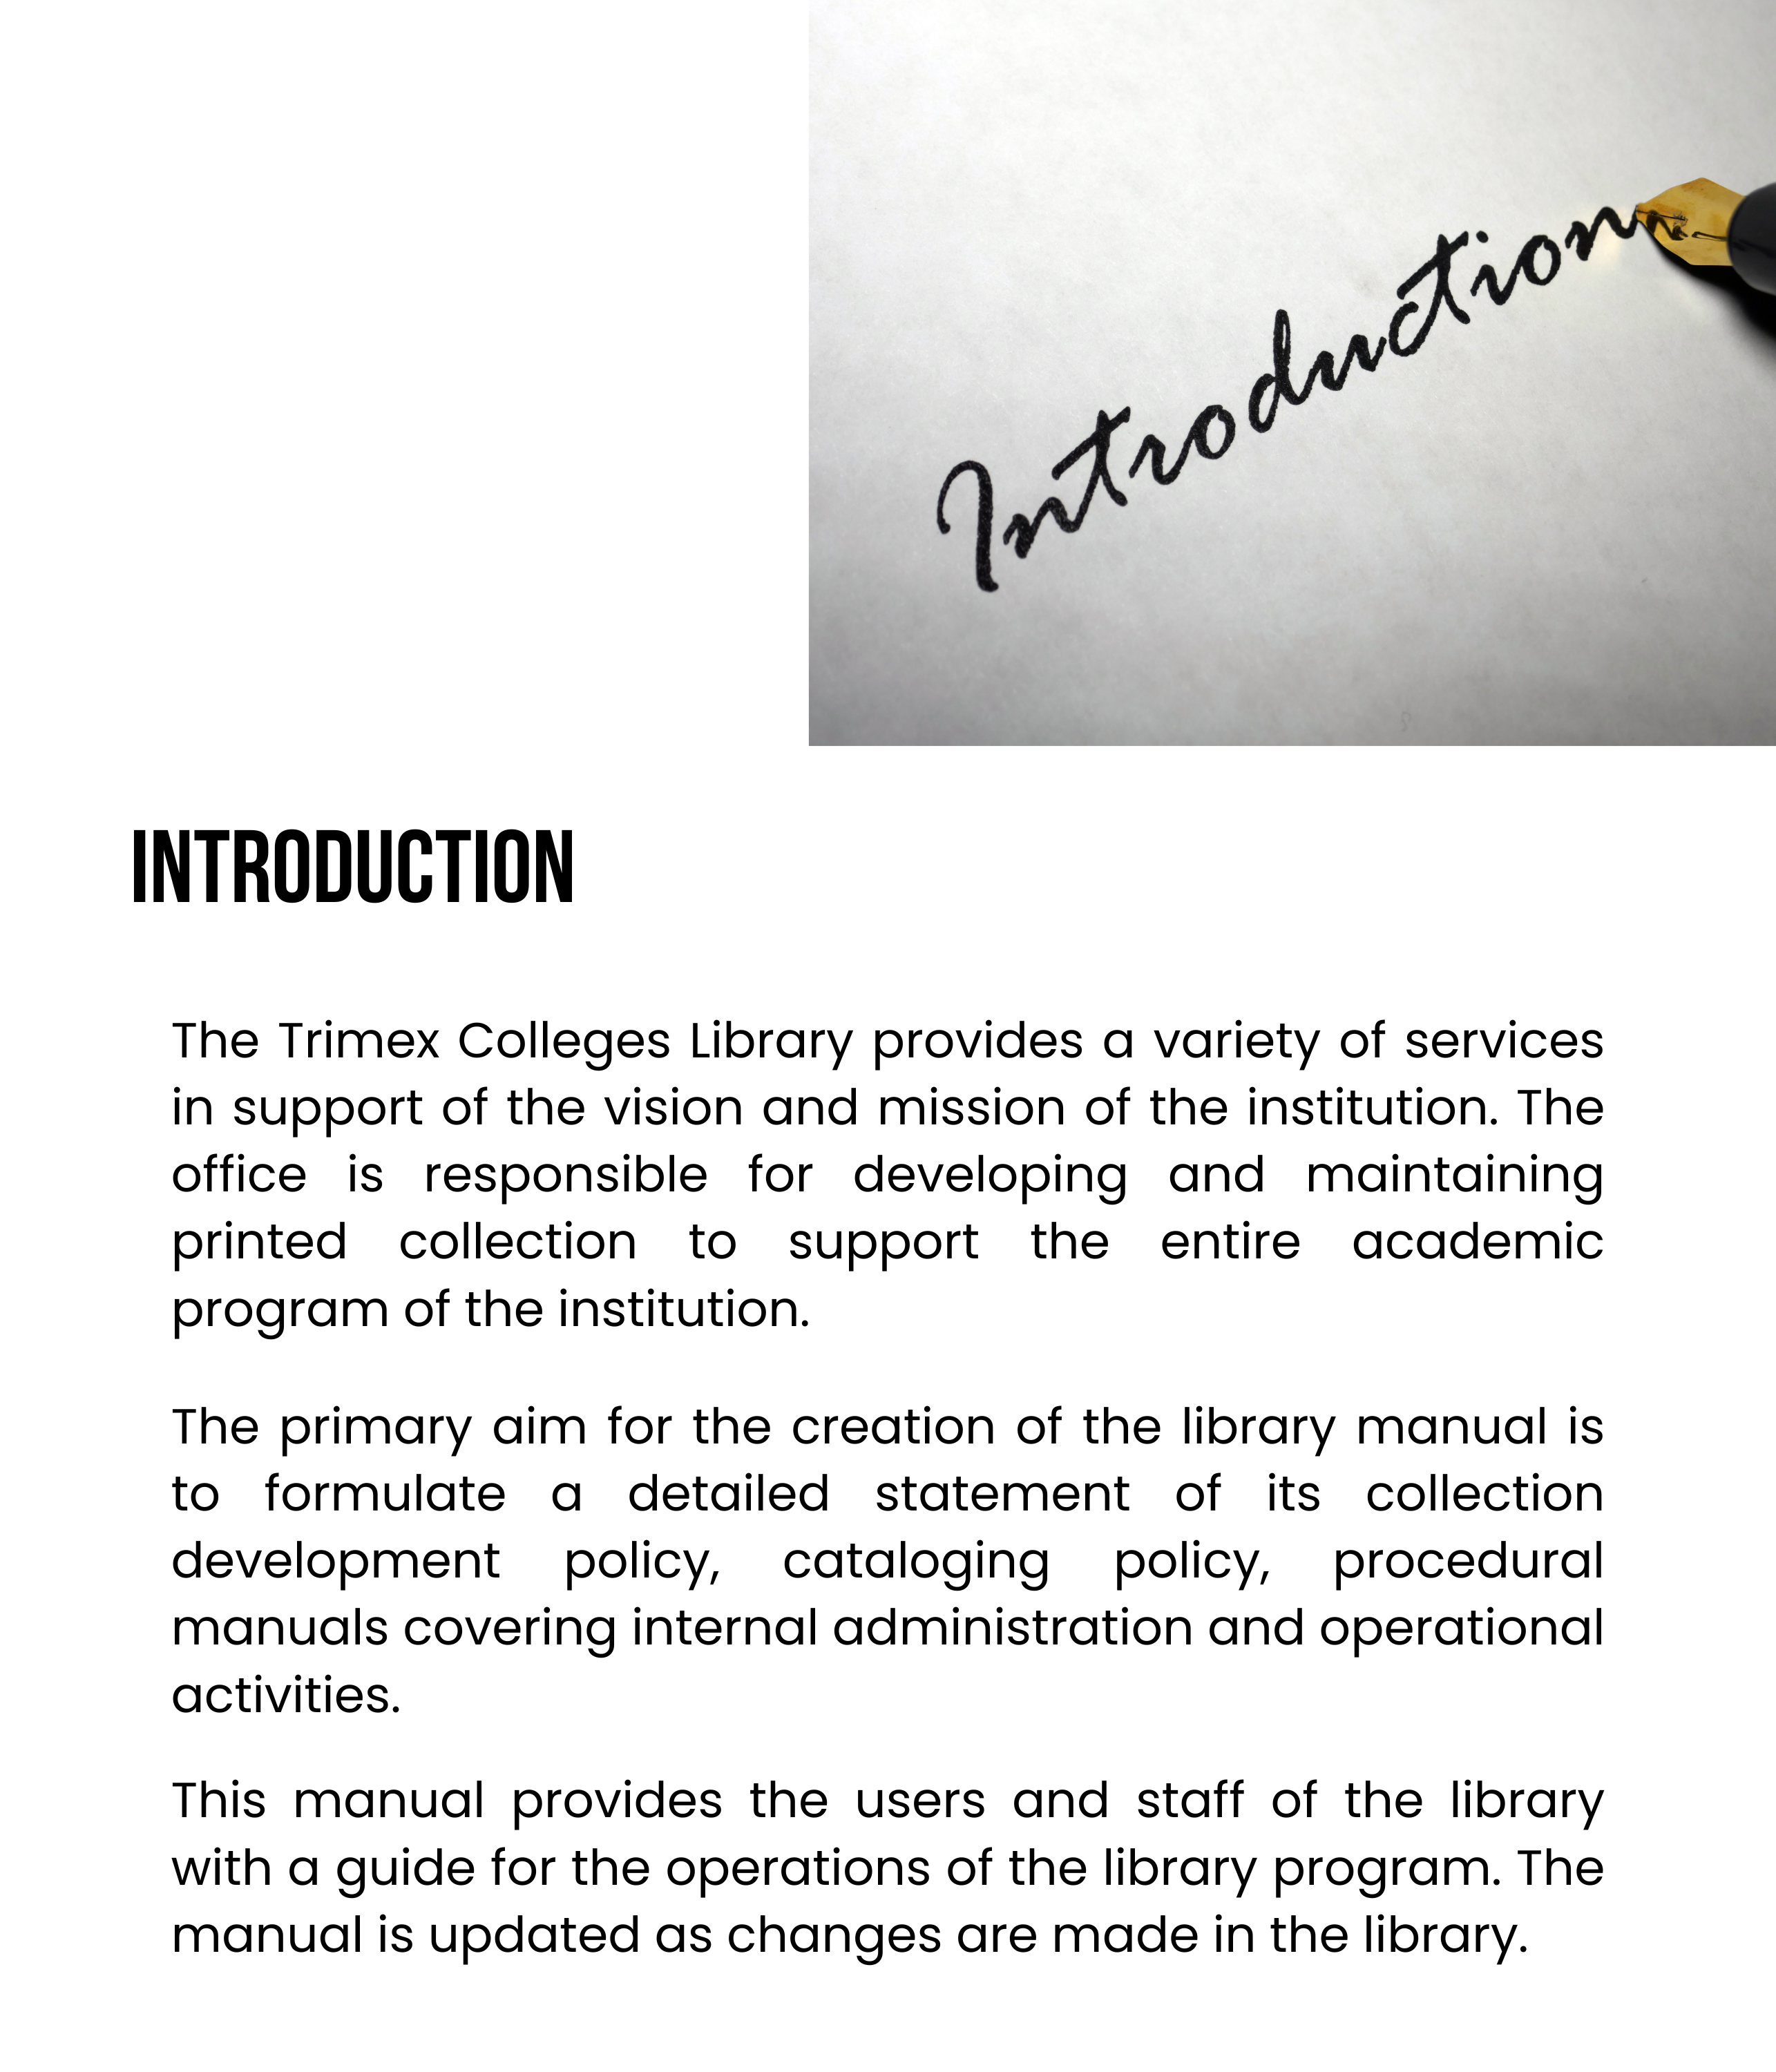 Introduction
INTRODUCTION
The Trimex Colleges Library provides a variety of services
in support of the vision and mission of the institution. The
office is responsible for developing and maintaining
printed collection to support the entire academic
program of the institution.
The primary aim for the creation of the library manual is
to formulate a detailed statement of its collection
development policy, cataloging policy, procedural
manuals covering internal administration and operational
activities.
This manual provides the users and staff of the library
with a guide for the operations of the library program. The
manual is updated as changes are made in the library.